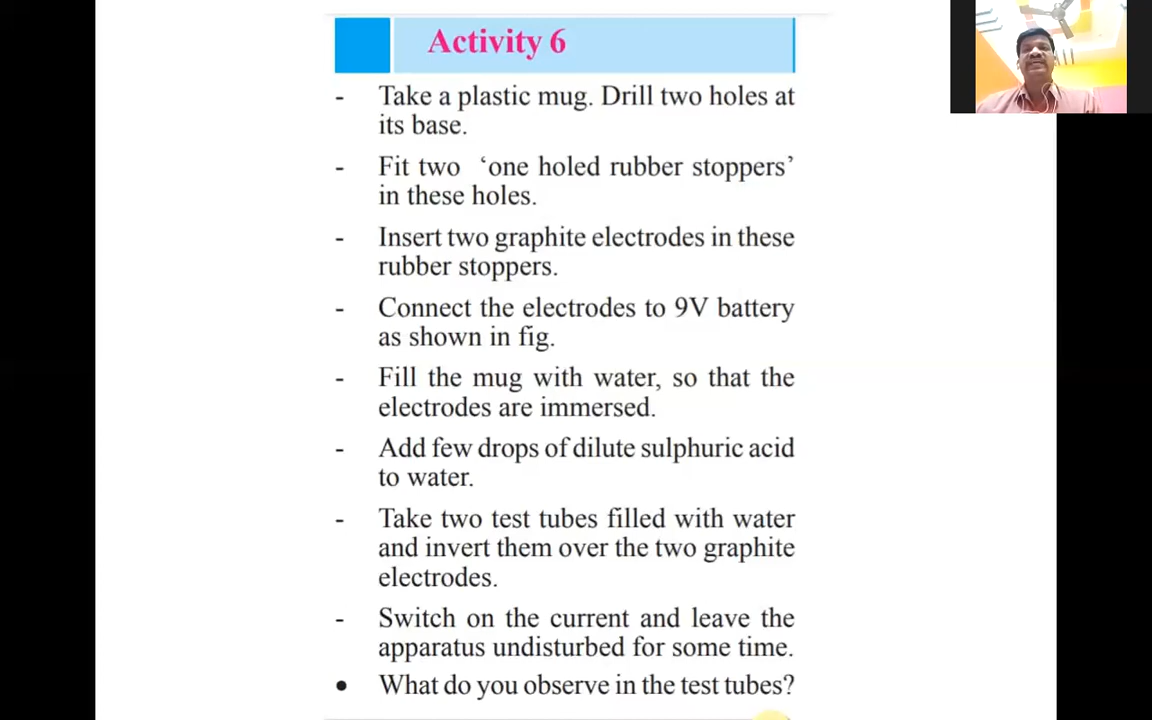 Activity 6
- Take a plastic mug. Drill two holes at
its base.
- Fit two ‘one holed rubber stoppers’
in these holes.
- Insert two graphite electrodes in these
rubber stoppers.
- Connect the electrodes to 9V battery
as shown in fig.
- Fill the mug with water, so that the
electrodes are immersed.
- Add few drops of dilute sulphuric acid
to water.
- Take two test tubes filled with water
and invert them over the two graphite
electrodes.
- Switch on the current and leave the
apparatus undisturbed for some time.
• What do you observe in the test tubes?